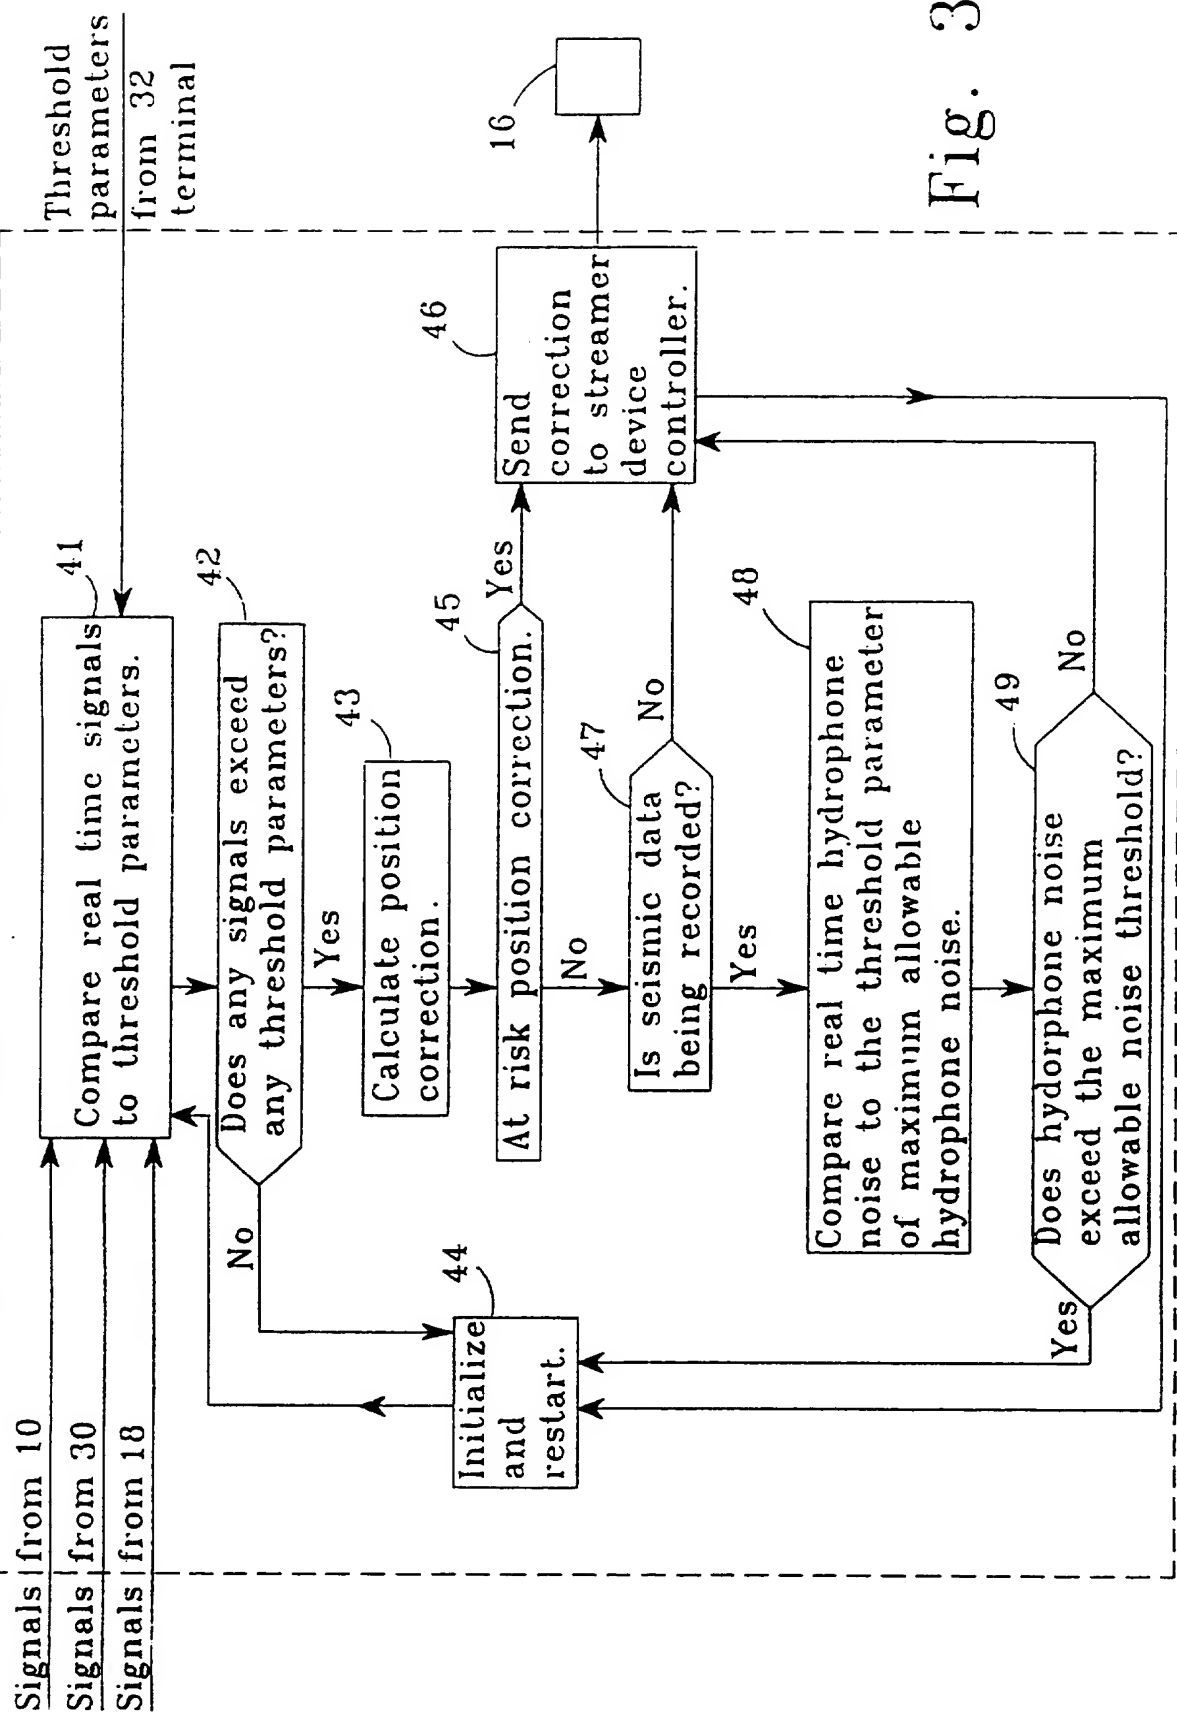 Signals from 10
Signals from 30
Signals from 18
Threshold
parameters
from 32
terminal
41
Compare real time signals
to threshold parameters.
42
Does any signals exceed
any threshold parameters?
No
Yes
43
Calculate position
correction.
44
Initialize
and
restart.
45
At risk position correction.
Yes
No
46
Send
correction
to streamer
device
controller.
16
47
Is seismic data
being recorded?
No
Yes
48
Compare real time hydrophone
noise to the threshold parameter
of maximum allowable
hydrophone noise.
49
Does hydorphone noise
exceed the maximum
allowable noise threshold?
Yes
No
Fig. 3